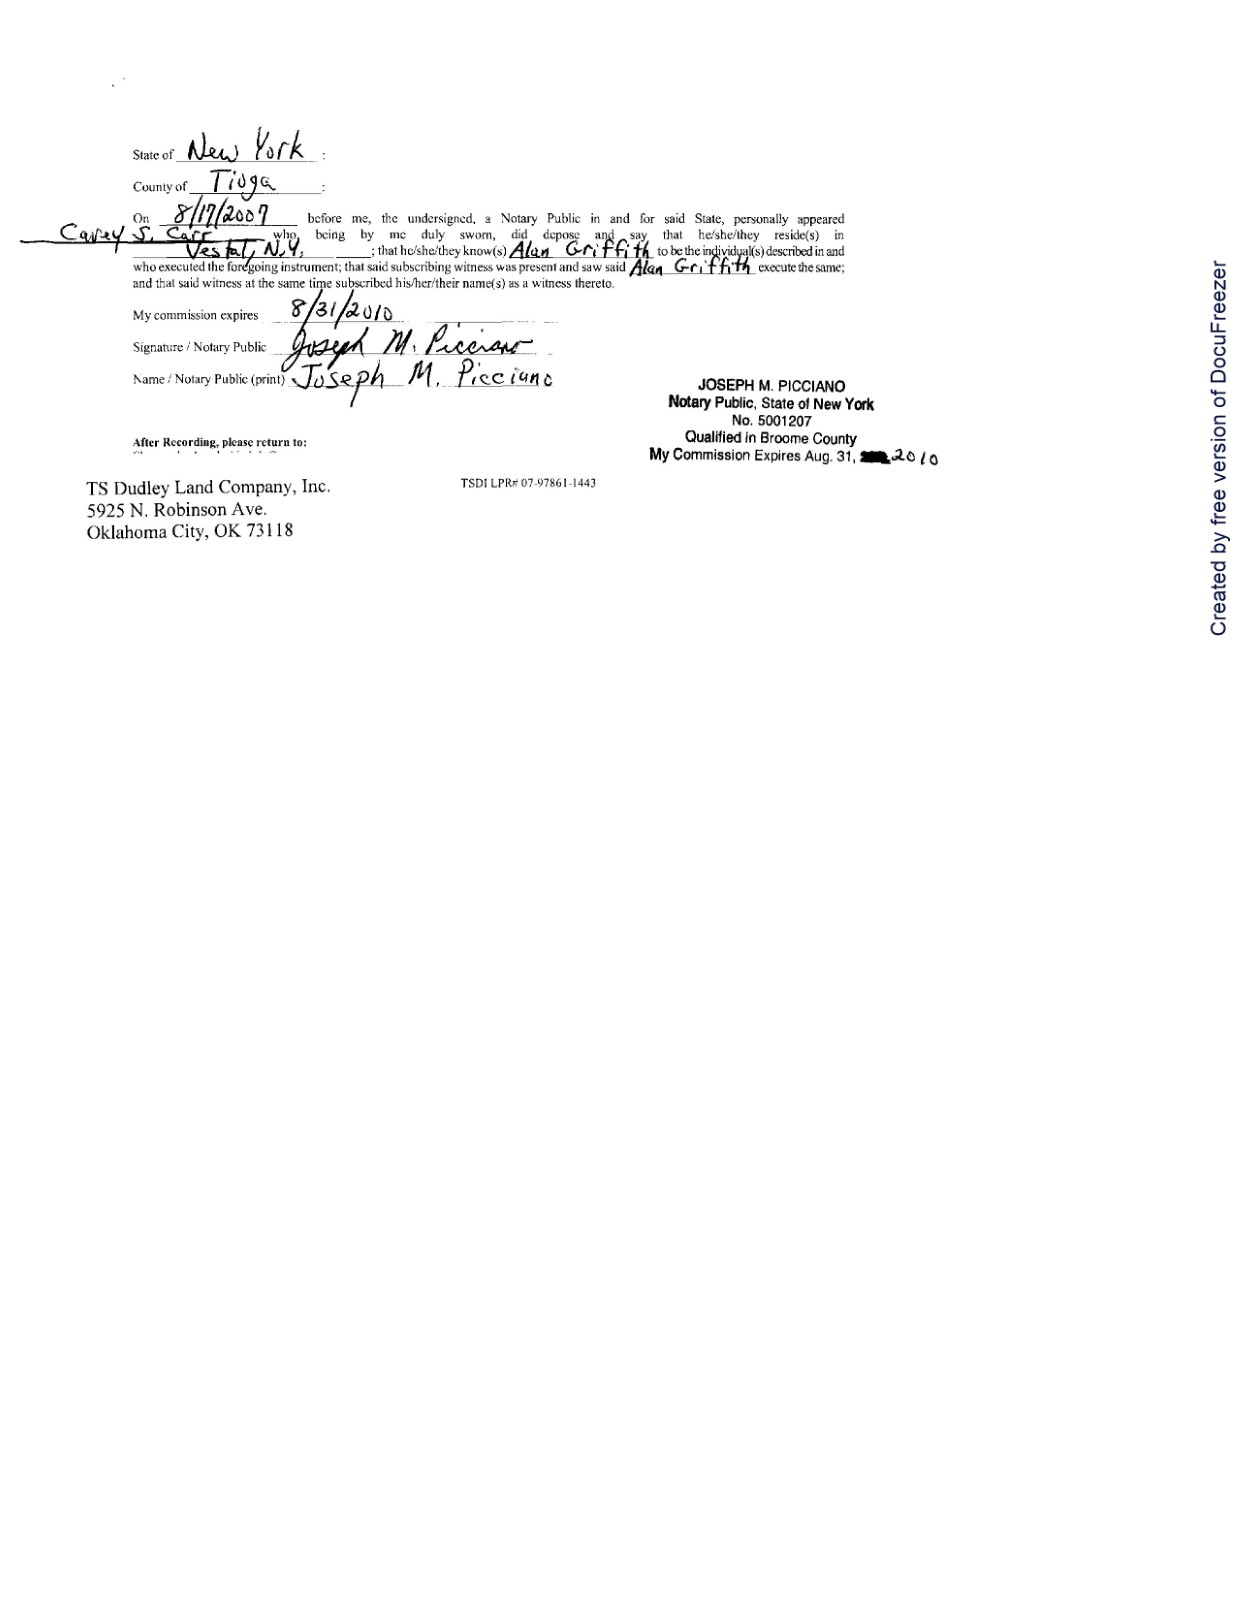 State of New York :
County of Tioga :
On 8/17/2007 before me, the undersigned, a Notary Public in and for said State, personally appeared
S. Carr who, being by me duly sworn, did depose and say that he/she/they reside(s) in
Vestal, N.Y. ; that he/she/they know(s) Alan Griffith to be the individual(s) described in and
who executed the foregoing instrument; that said subscribing witness was present and saw said Alan Griffith execute the same;
and that said witness at the same time subscribed his/her/their name(s) as a witness thereto.
My commission expires 8/31/2010
Signature / Notary Public Joseph M. Picciano
Name / Notary Public (print) Joseph M. Picciano
JOSEPH M. PICCIANO
Notary Public, State of New York
No. 5001207
Qualified in Broome County
My Commission Expires Aug. 31, 2010
After Recording, please return to:
TS Dudley Land Company, Inc.
5925 N. Robinson Ave.
Oklahoma City, OK 73118
TSDI LPR# 07-97861-1443
Created by free version of DocuFreezer